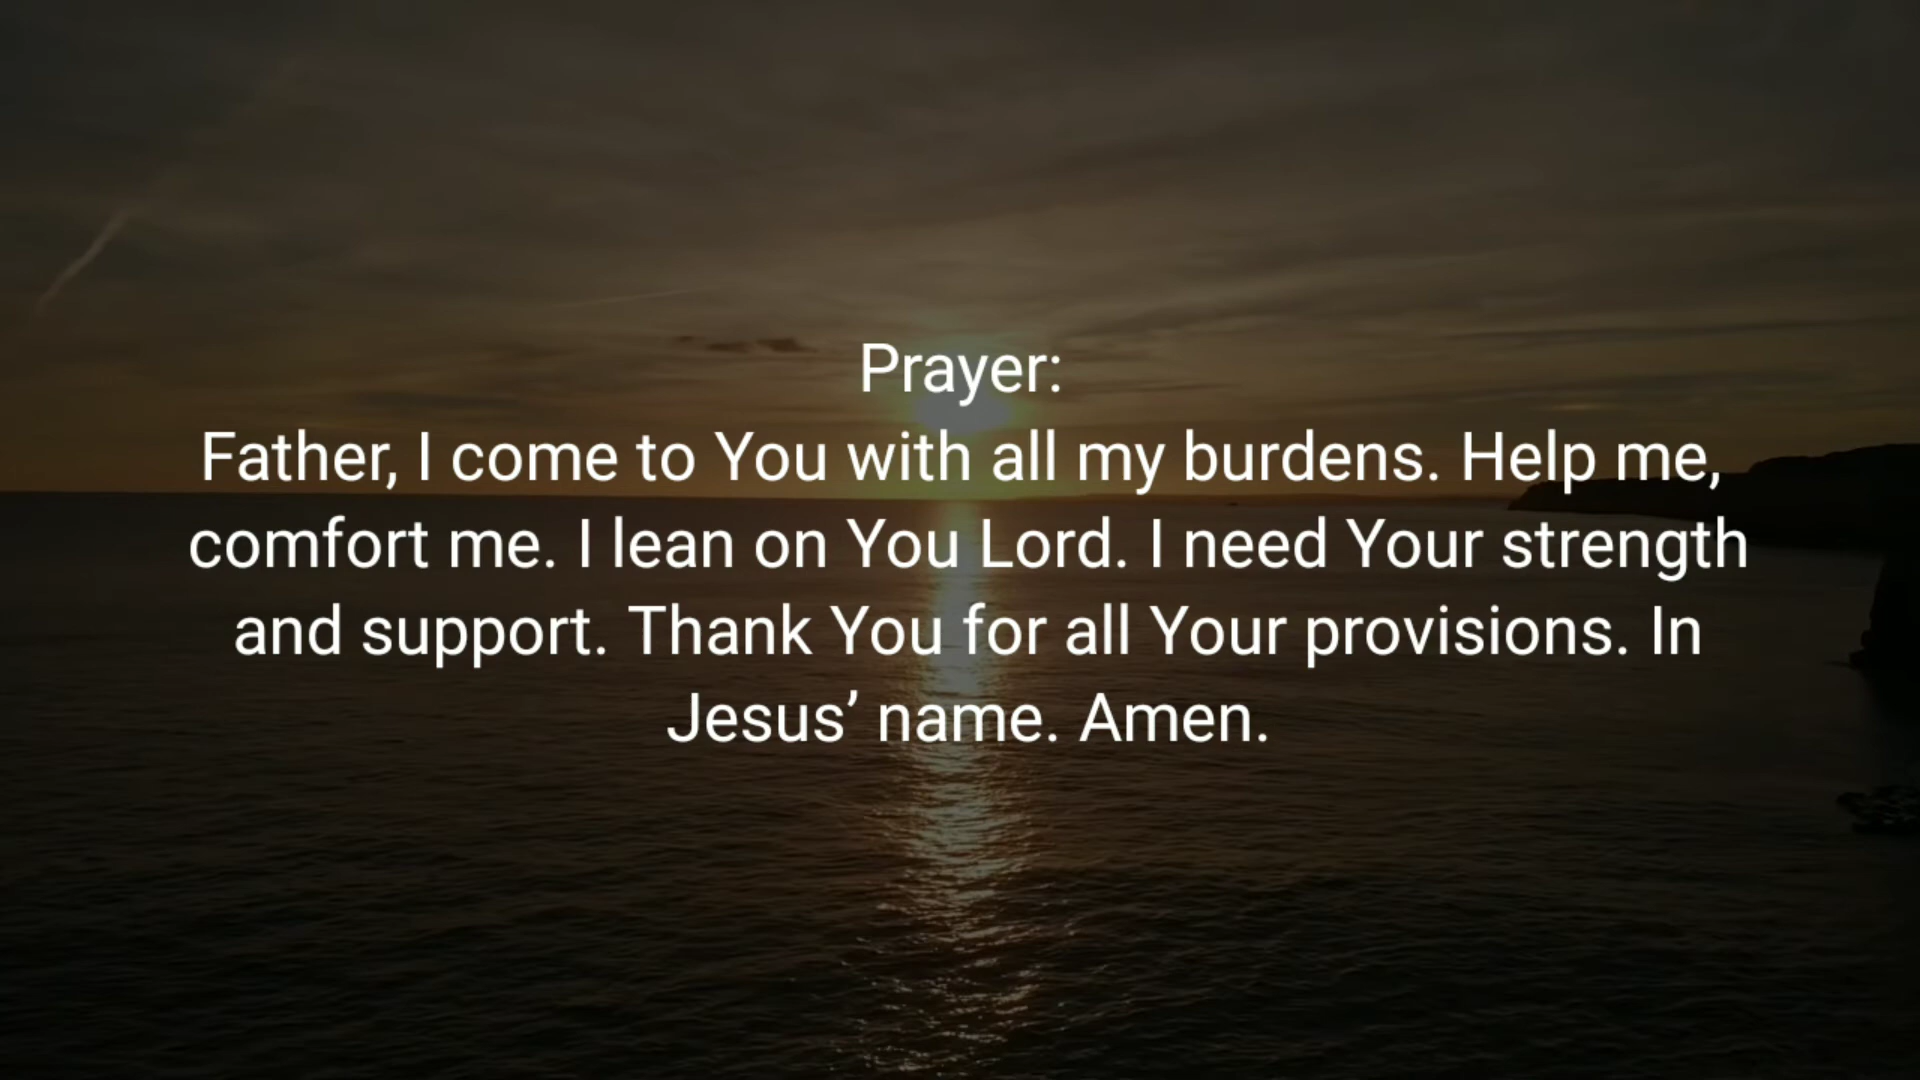 Prayer:
Father, I come to You with all my burdens. Help me,
comfort me. I lean on You Lord. I need Your strength
and support. Thank You for all Your provisions. In
Jesus’ name. Amen.